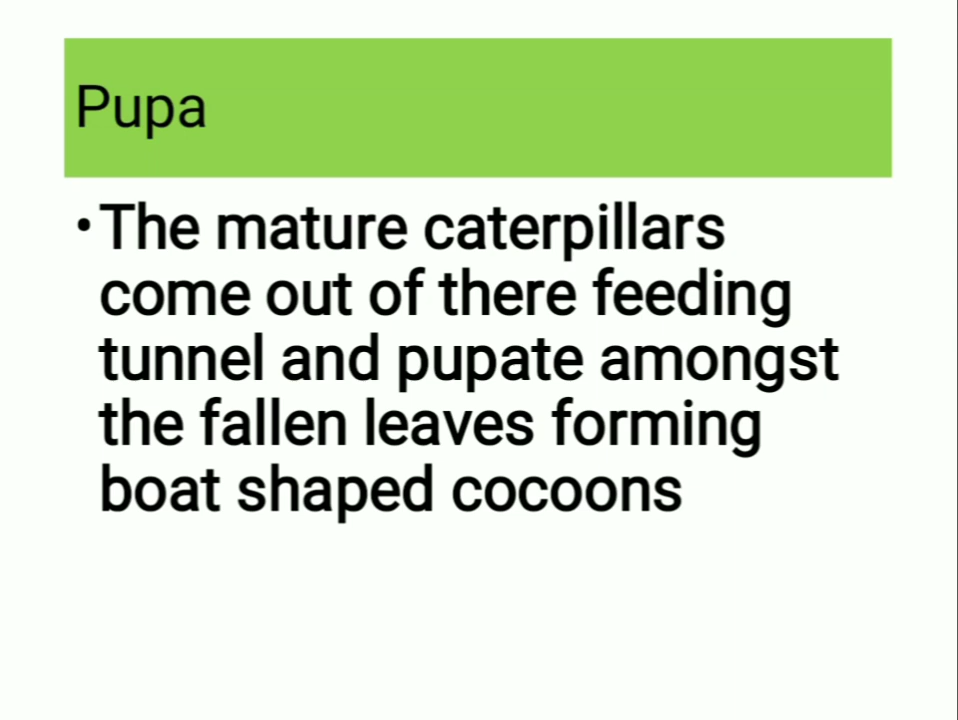 Pupa
•The mature caterpillars
come out of there feeding
tunnel and pupate amongst
the fallen leaves forming
boat shaped cocoons